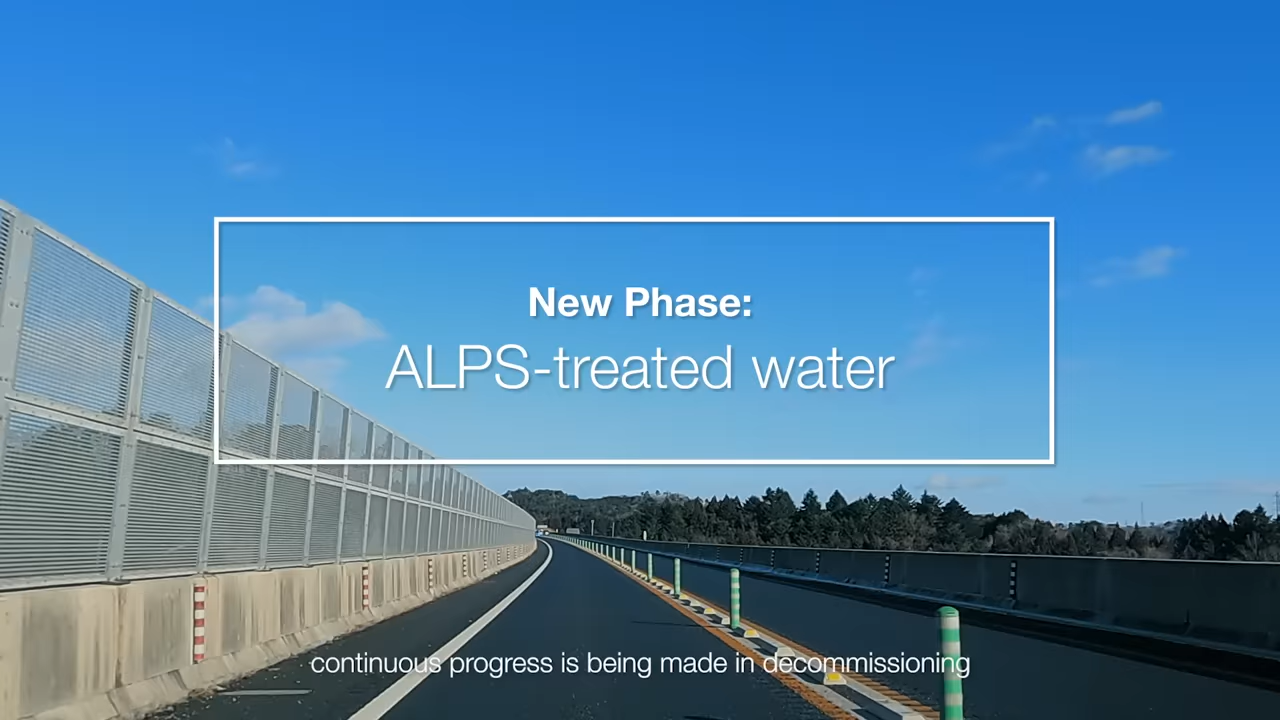 New Phase:
ALPS-treated water
continuous progress is being made in decommissioning